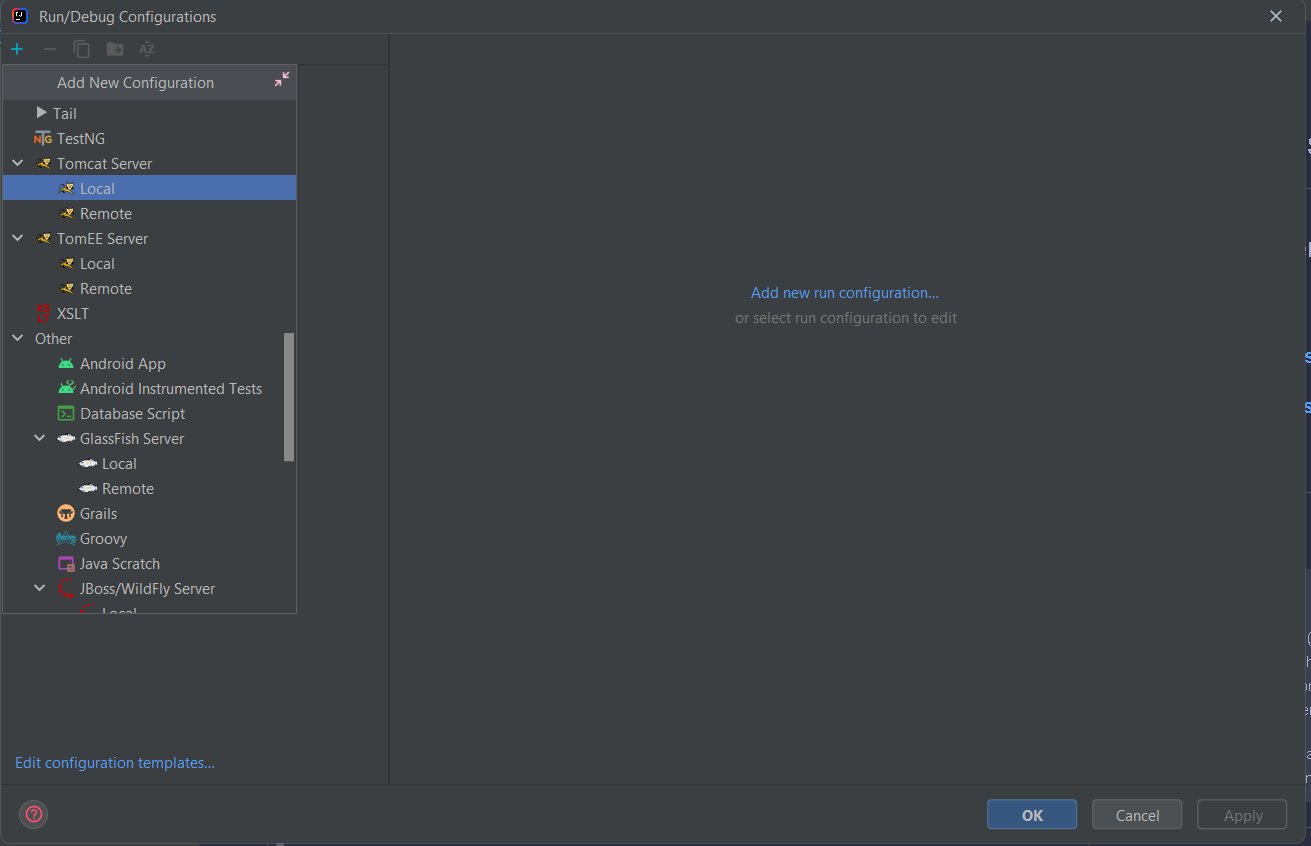 Run/Debug Configurations
Add New Configuration
Tail
TestNG
Tomcat Server
Local
Remote
TomEE Server
Local
Remote
XSLT
Other
Android App
Android Instrumented Tests
Database Script
GlassFish Server
Local
Remote
Grails
Groovy
Java Scratch
JBoss/WildFly Server
Local
Add new run configuration...
or select run configuration to edit
Edit configuration templates...
OK
Cancel
Apply